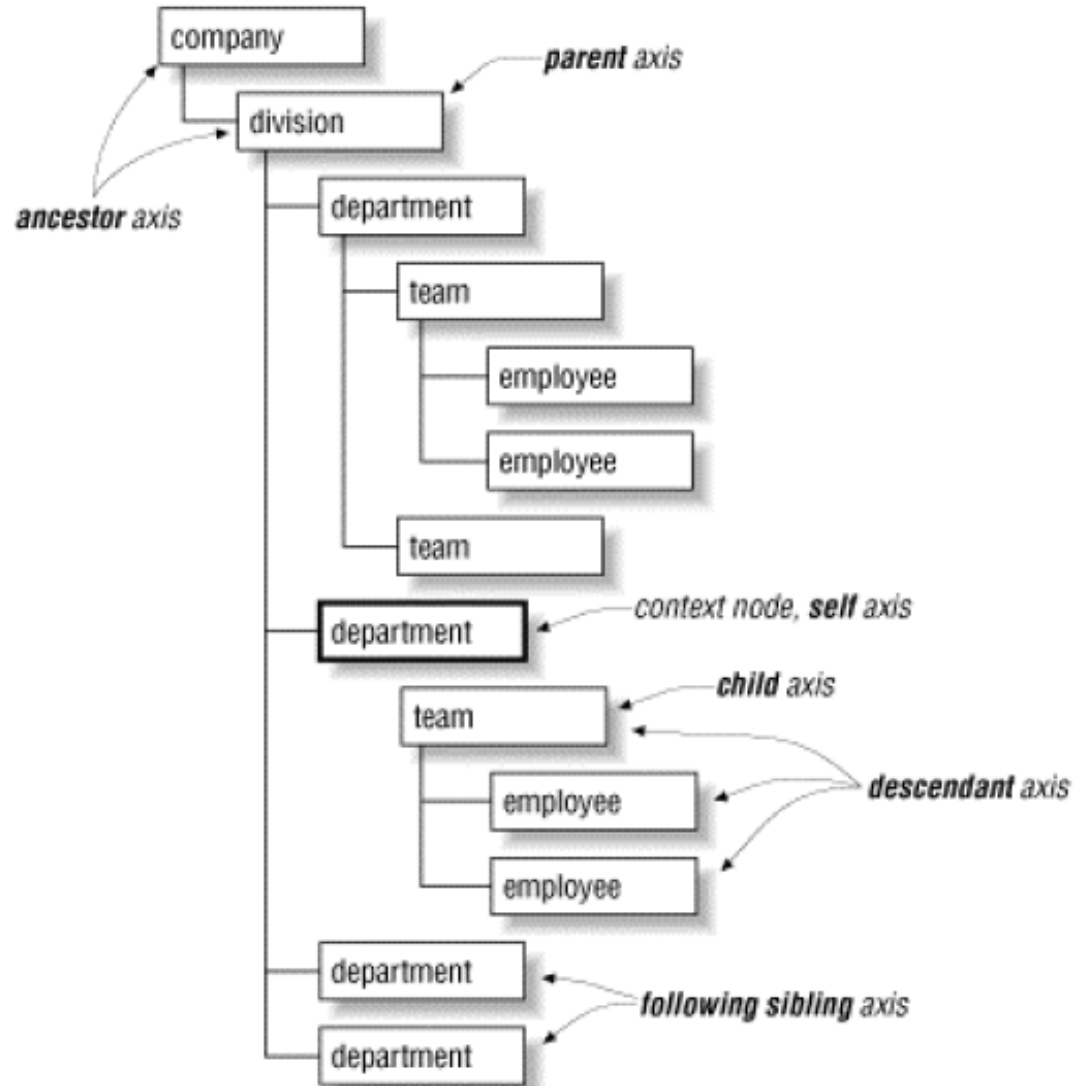 company
parent axis
division
ancestor axis
department
team
employee
employee
team
context node, self axis
department
child axis
team
descendant axis
employee
employee
department
following sibling axis
department